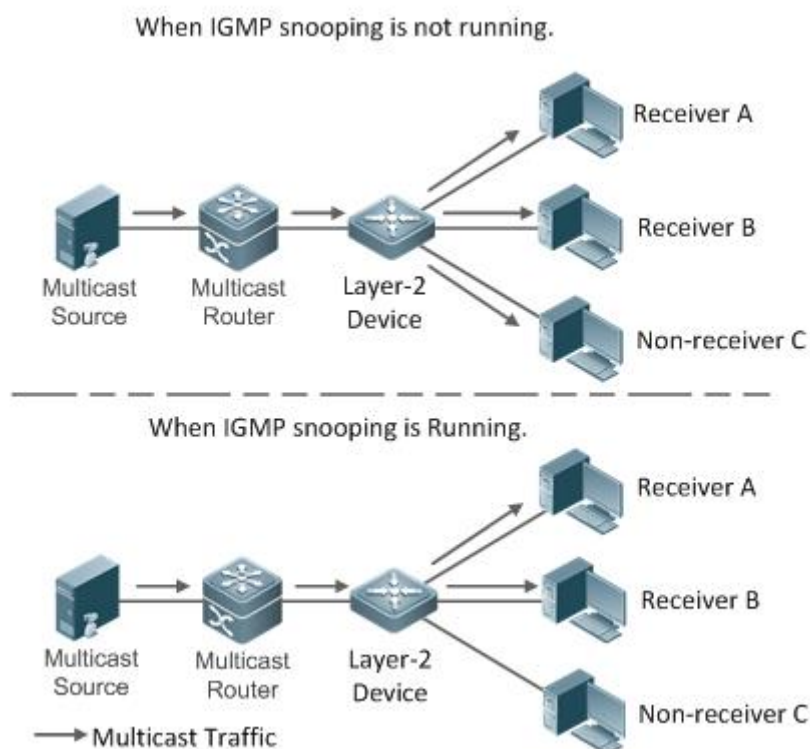 When IGMP snooping is not running.
Receiver A
Receiver B
Multicast
Source
Multicast
Router
Layer-2
Device
Non-receiver C
When IGMP snooping is Running.
Receiver A
Receiver B
Multicast
Source
Multicast
Router
Layer-2
Device
Non-receiver C
Multicast Traffic